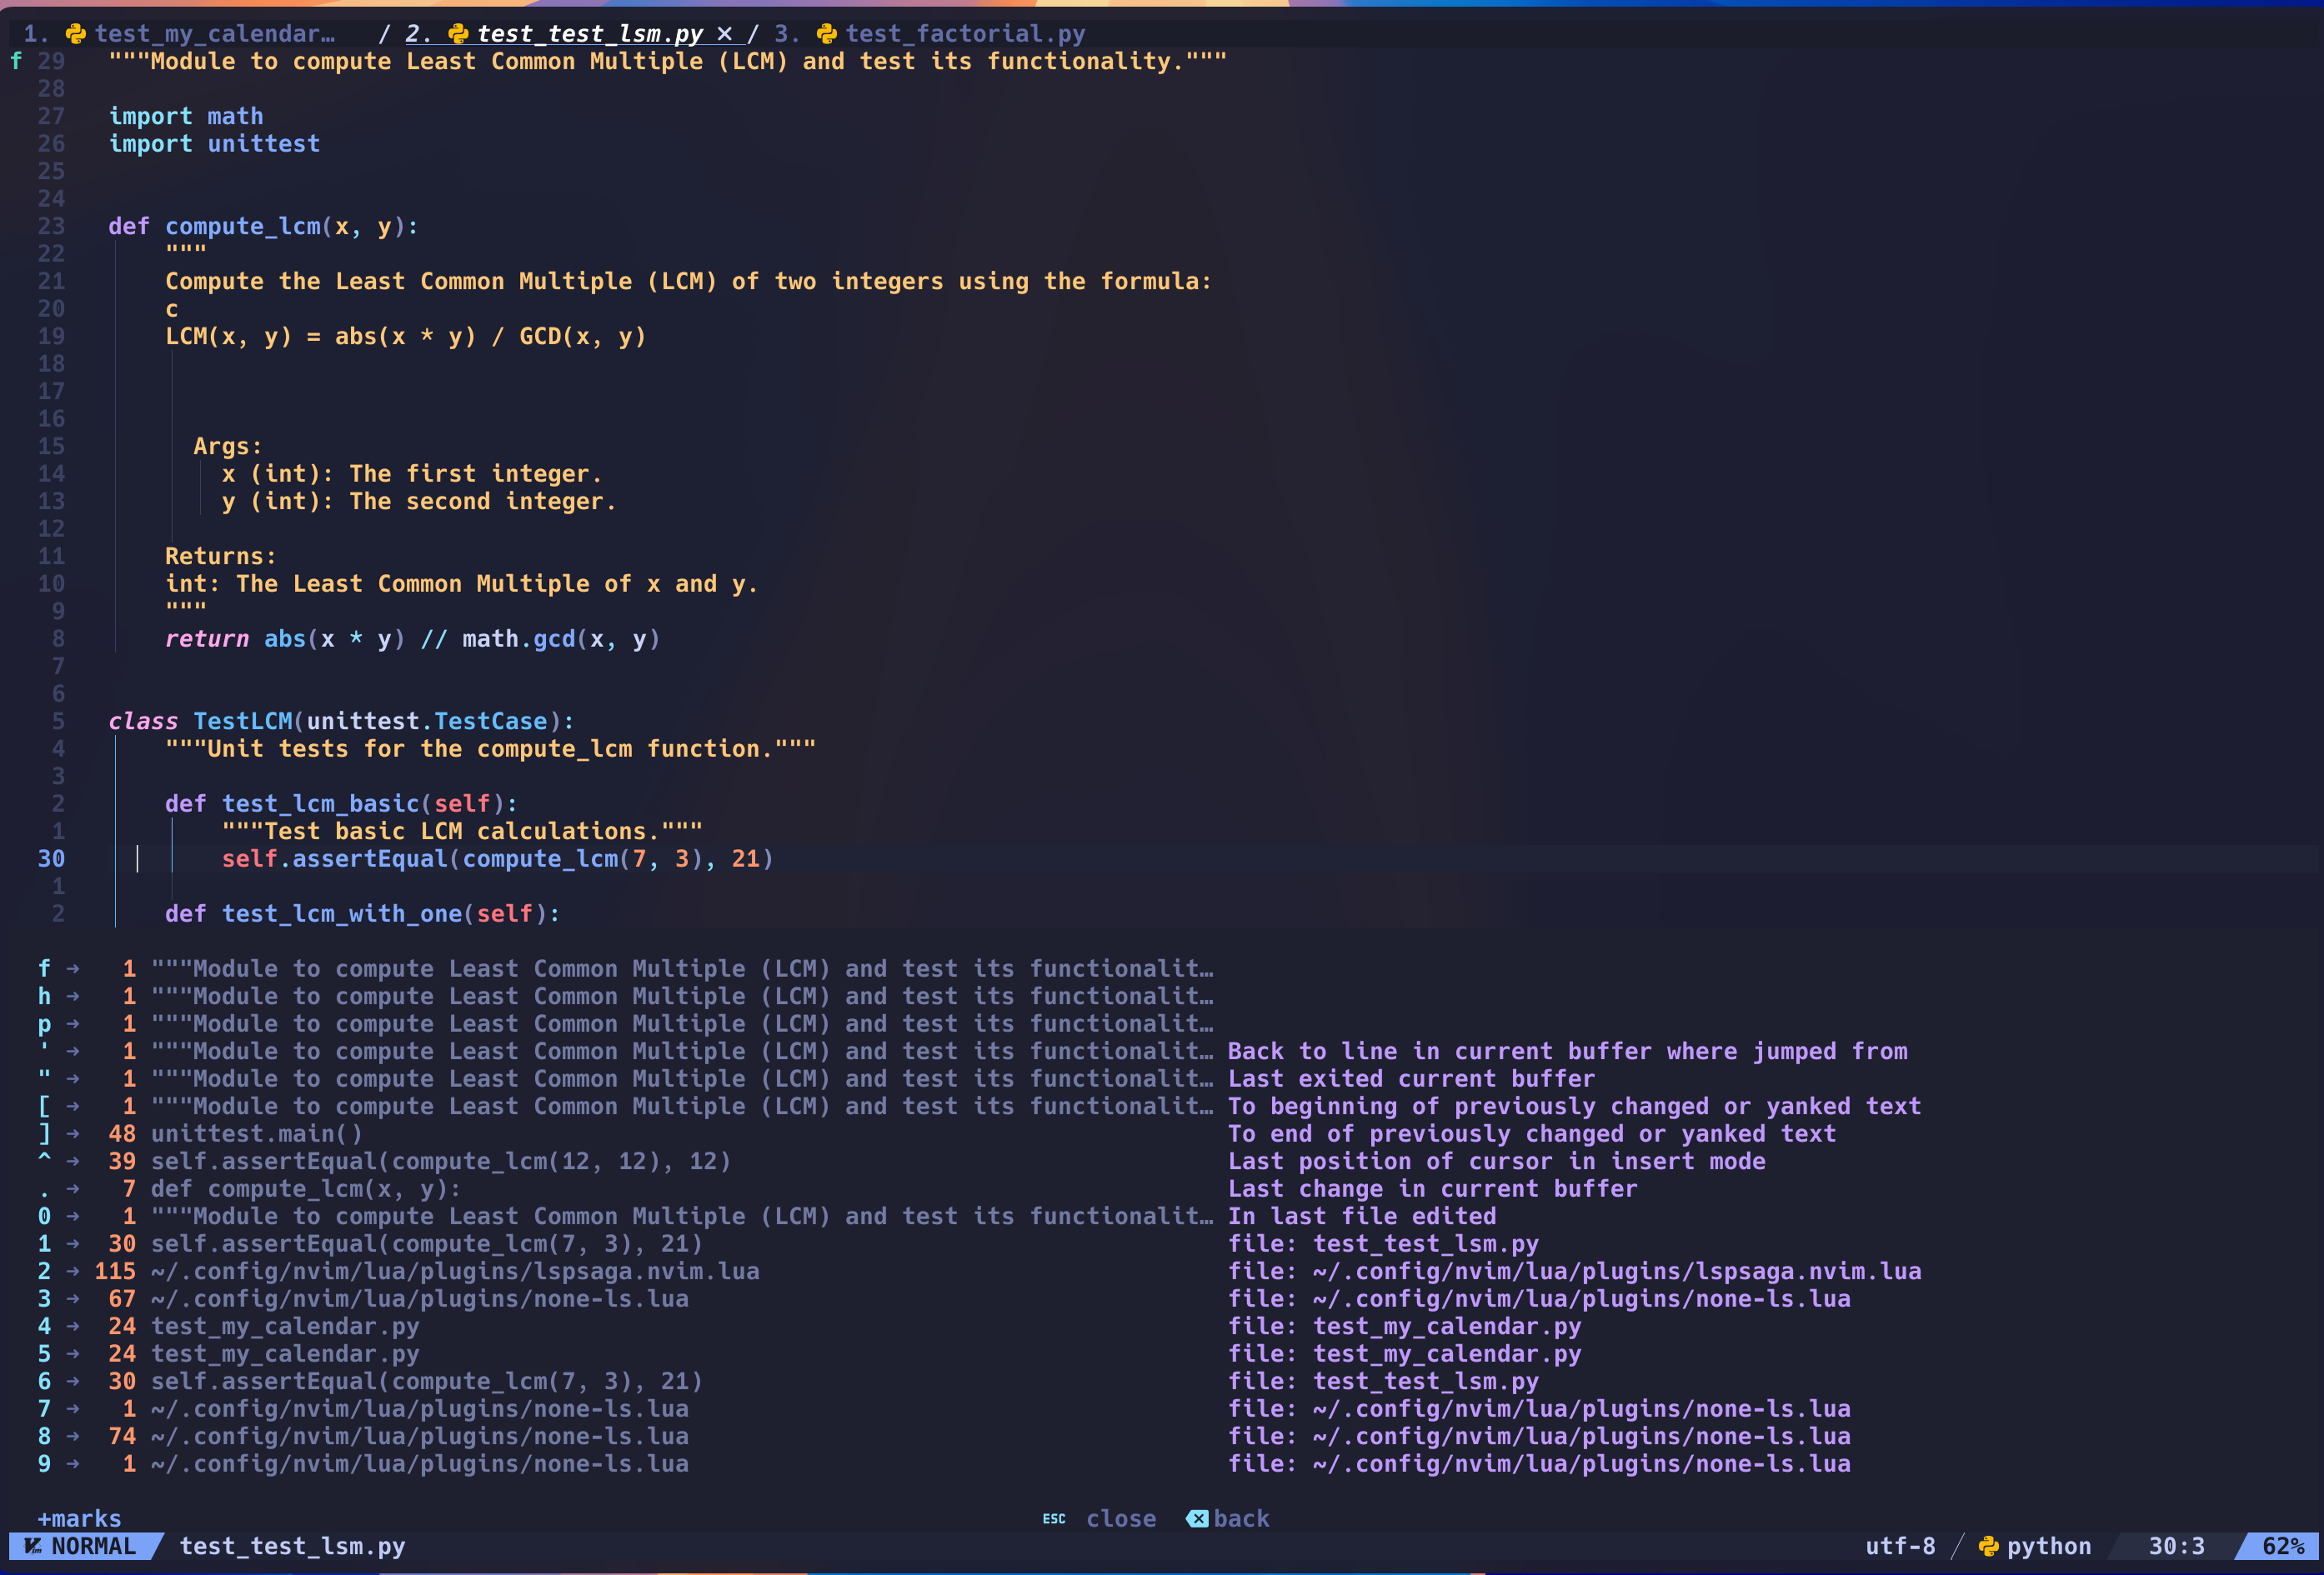 1. test_my_calendar… / 2. test_test_lsm.py ✕ / 3. test_factorial.py
f 29 """Module to compute Least Common Multiple (LCM) and test its functionality."""
28
27 import math
26 import unittest
25
24
23 def compute_lcm(x, y):
22 """
21 Compute the Least Common Multiple (LCM) of two integers using the formula:
20 c
19 LCM(x, y) = abs(x * y) / GCD(x, y)
18
17
16
15 Args:
14 x (int): The first integer.
13 y (int): The second integer.
12
11 Returns:
10 int: The Least Common Multiple of x and y.
9 """
8 return abs(x * y) // math.gcd(x, y)
7
6
5 class TestLCM(unittest.TestCase):
4 """Unit tests for the compute_lcm function."""
3
2 def test_lcm_basic(self):
1 """Test basic LCM calculations."""
30 self.assertEqual(compute_lcm(7, 3), 21)
1
2 def test_lcm_with_one(self):
f → 1 """Module to compute Least Common Multiple (LCM) and test its functionalit…
h → 1 """Module to compute Least Common Multiple (LCM) and test its functionalit…
p → 1 """Module to compute Least Common Multiple (LCM) and test its functionalit…
' → 1 """Module to compute Least Common Multiple (LCM) and test its functionalit… Back to line in current buffer where jumped from
" → 1 """Module to compute Least Common Multiple (LCM) and test its functionalit… Last exited current buffer
[ → 1 """Module to compute Least Common Multiple (LCM) and test its functionalit… To beginning of previously changed or yanked text
] → 48 unittest.main() To end of previously changed or yanked text
^ → 39 self.assertEqual(compute_lcm(12, 12), 12) Last position of cursor in insert mode
. → 7 def compute_lcm(x, y): Last change in current buffer
0 → 1 """Module to compute Least Common Multiple (LCM) and test its functionalit… In last file edited
1 → 30 self.assertEqual(compute_lcm(7, 3), 21) file: test_test_lsm.py
2 → 115 ~/.config/nvim/lua/plugins/lspsaga.nvim.lua file: ~/.config/nvim/lua/plugins/lspsaga.nvim.lua
3 → 67 ~/.config/nvim/lua/plugins/none-ls.lua file: ~/.config/nvim/lua/plugins/none-ls.lua
4 → 24 test_my_calendar.py file: test_my_calendar.py
5 → 24 test_my_calendar.py file: test_my_calendar.py
6 → 30 self.assertEqual(compute_lcm(7, 3), 21) file: test_test_lsm.py
7 → 1 ~/.config/nvim/lua/plugins/none-ls.lua file: ~/.config/nvim/lua/plugins/none-ls.lua
8 → 74 ~/.config/nvim/lua/plugins/none-ls.lua file: ~/.config/nvim/lua/plugins/none-ls.lua
9 → 1 ~/.config/nvim/lua/plugins/none-ls.lua file: ~/.config/nvim/lua/plugins/none-ls.lua
+marks ESC close back
NORMAL test_test_lsm.py utf-8 python 30:3 62%